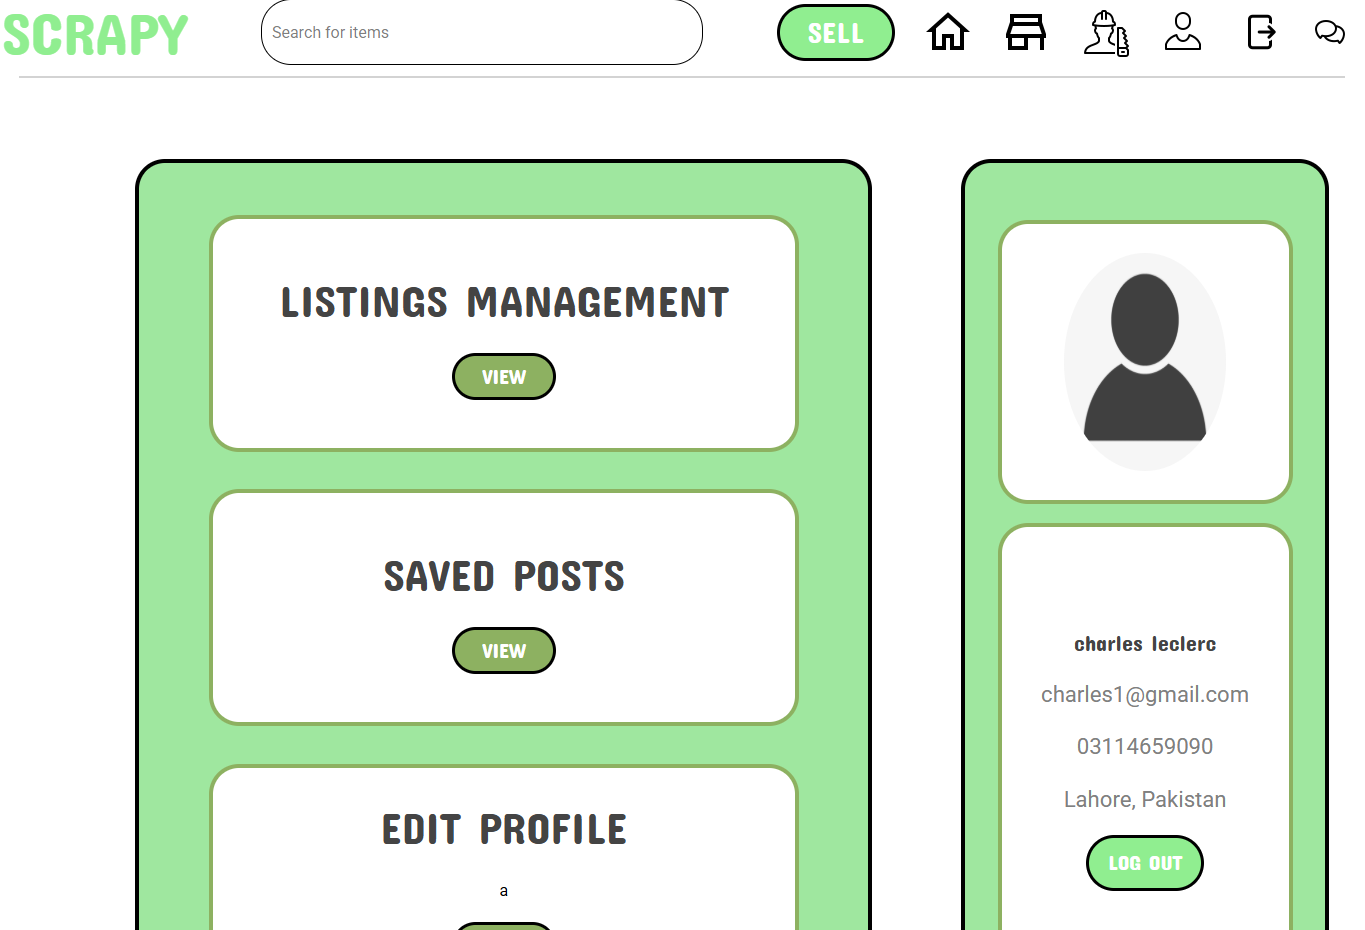 SCRAPY
Search for items
SELL
LISTINGS MANAGEMENT
VIEW
SAVED POSTS
VIEW
EDIT PROFILE
a
charles leclerc
charles1@gmail.com
03114659090
Lahore, Pakistan
LOG OUT